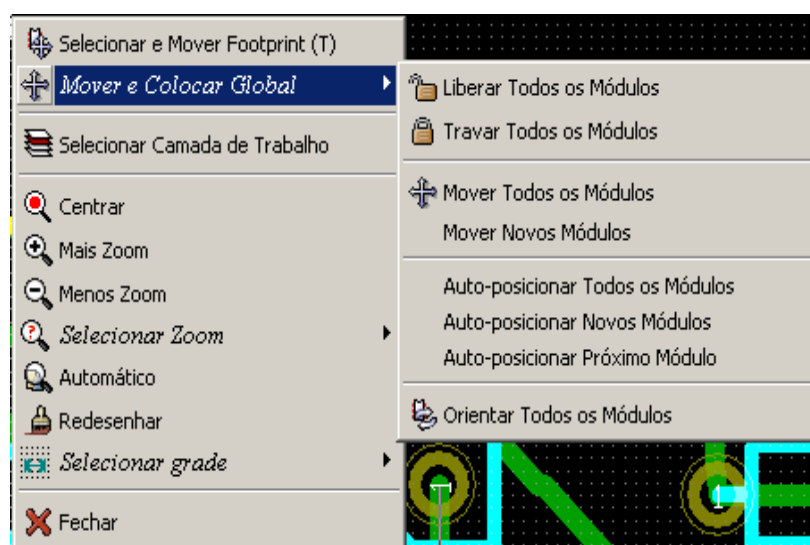 Selecionar e Mover Footprint (T)
Mover e Colocar Global
Selecionar Camada de Trabalho
Centrar
Mais Zoom
Menos Zoom
Selecionar Zoom
Automático
Redesenhar
Selecionar grade
Fechar
Liberar Todos os Módulos
Travar Todos os Módulos
Mover Todos os Módulos
Mover Novos Módulos
Auto-posicionar Todos os Módulos
Auto-posicionar Novos Módulos
Auto-posicionar Próximo Módulo
Orientar Todos os Módulos
1
1